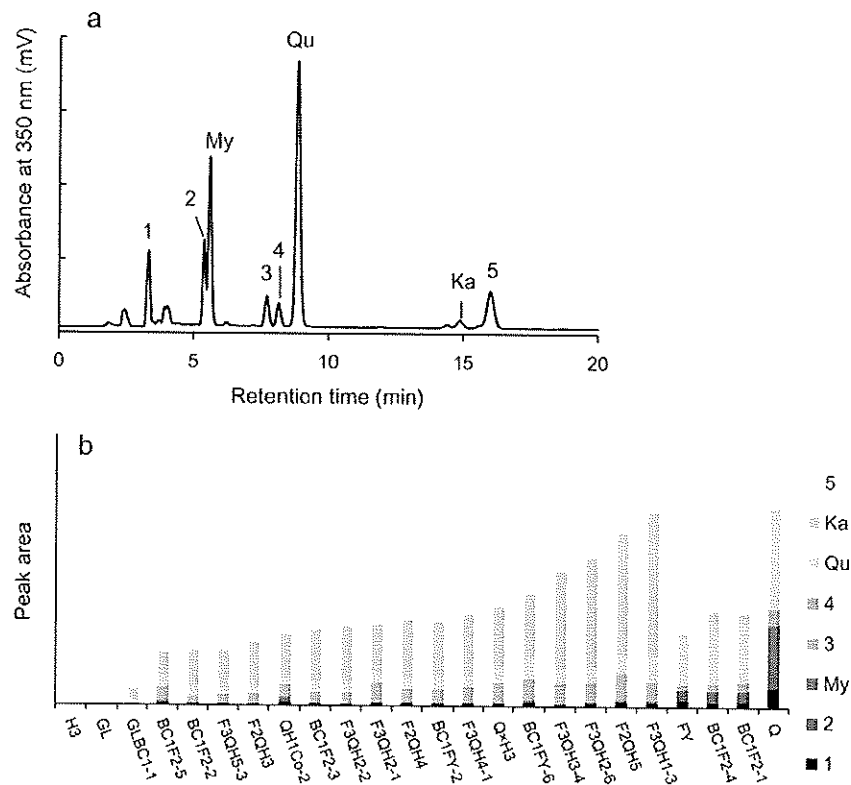 a
Absorbance at 350 nm (mV)
Qu
My
2
1
3
4
Ka
5
0 5 10 15 20
Retention time (min)
b
Peak area
5
Ka
Qu
4
3
My
2
1
H3
GL
GLBC1-1
BC1F2-5
BC1F2-2
F3QH5-3
F2QH3
QH1Co-2
BC1F2-3
F3QH2-2
F3QH2-1
F2QH4
BC1FY-2
F3QH4-1
Q×H3
BC1FY-6
F3QH3-4
F3QH2-6
F2QH5
F3QH1-3
FY
BC1F2-4
BC1F2-1
Q